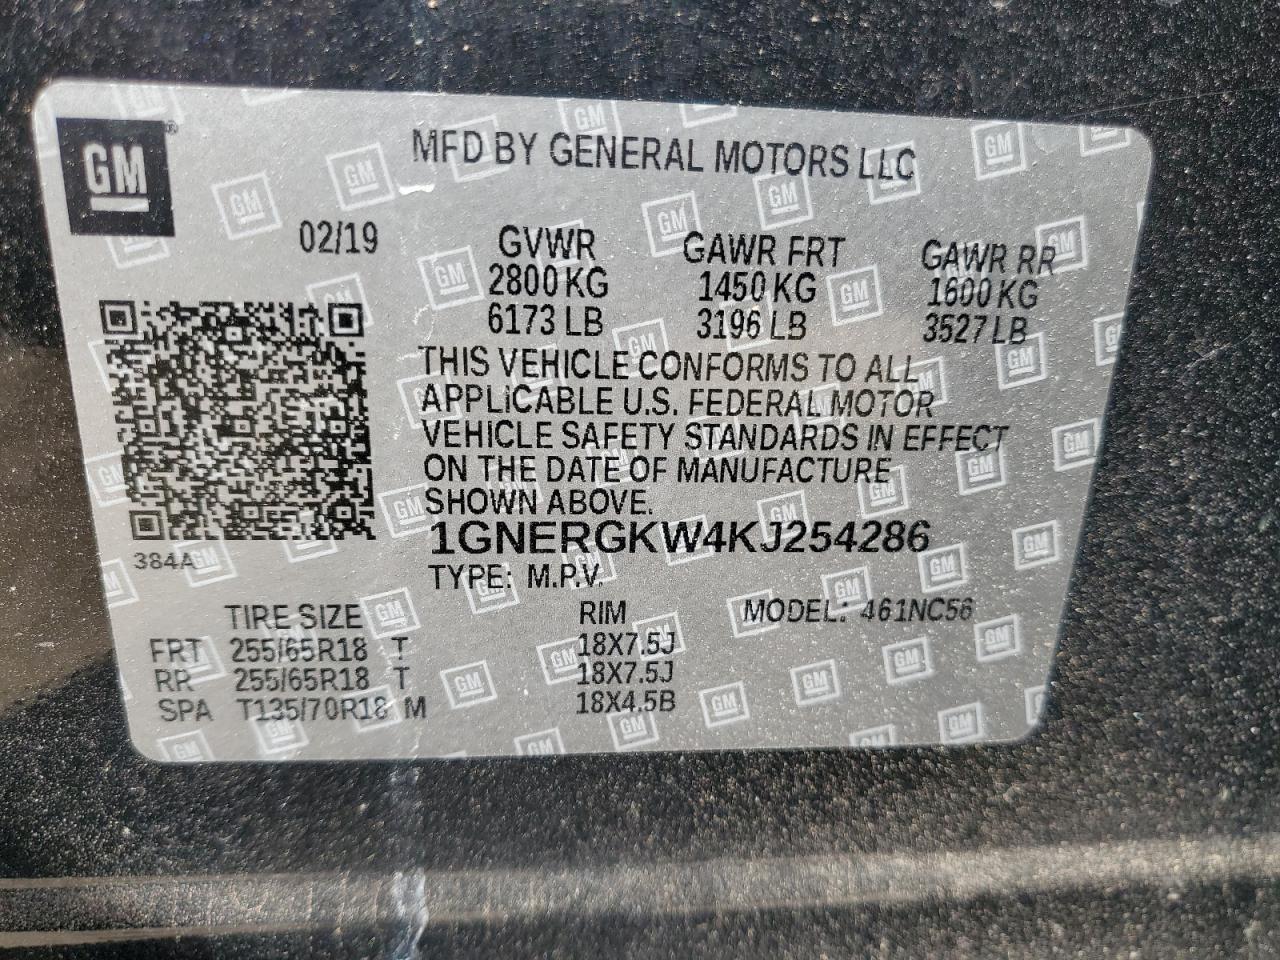 GM
MFD BY GENERAL MOTORS LLC
02/19 GVWR GAWR FRT GAWR RR
2800 KG 1450 KG 1600 KG
6173 LB 3196 LB 3527 LB
THIS VEHICLE CONFORMS TO ALL
APPLICABLE U.S. FEDERAL MOTOR
VEHICLE SAFETY STANDARDS IN EFFECT
ON THE DATE OF MANUFACTURE
SHOWN ABOVE.
1GNERGKW4KJ254286
384A
TYPE: M.P.V.
TIRE SIZE RIM MODEL: 461NC56
FRT 255/65R18 T 18X7.5J
RR 255/65R18 T 18X7.5J
SPA T135/70R18 M 18X4.5B